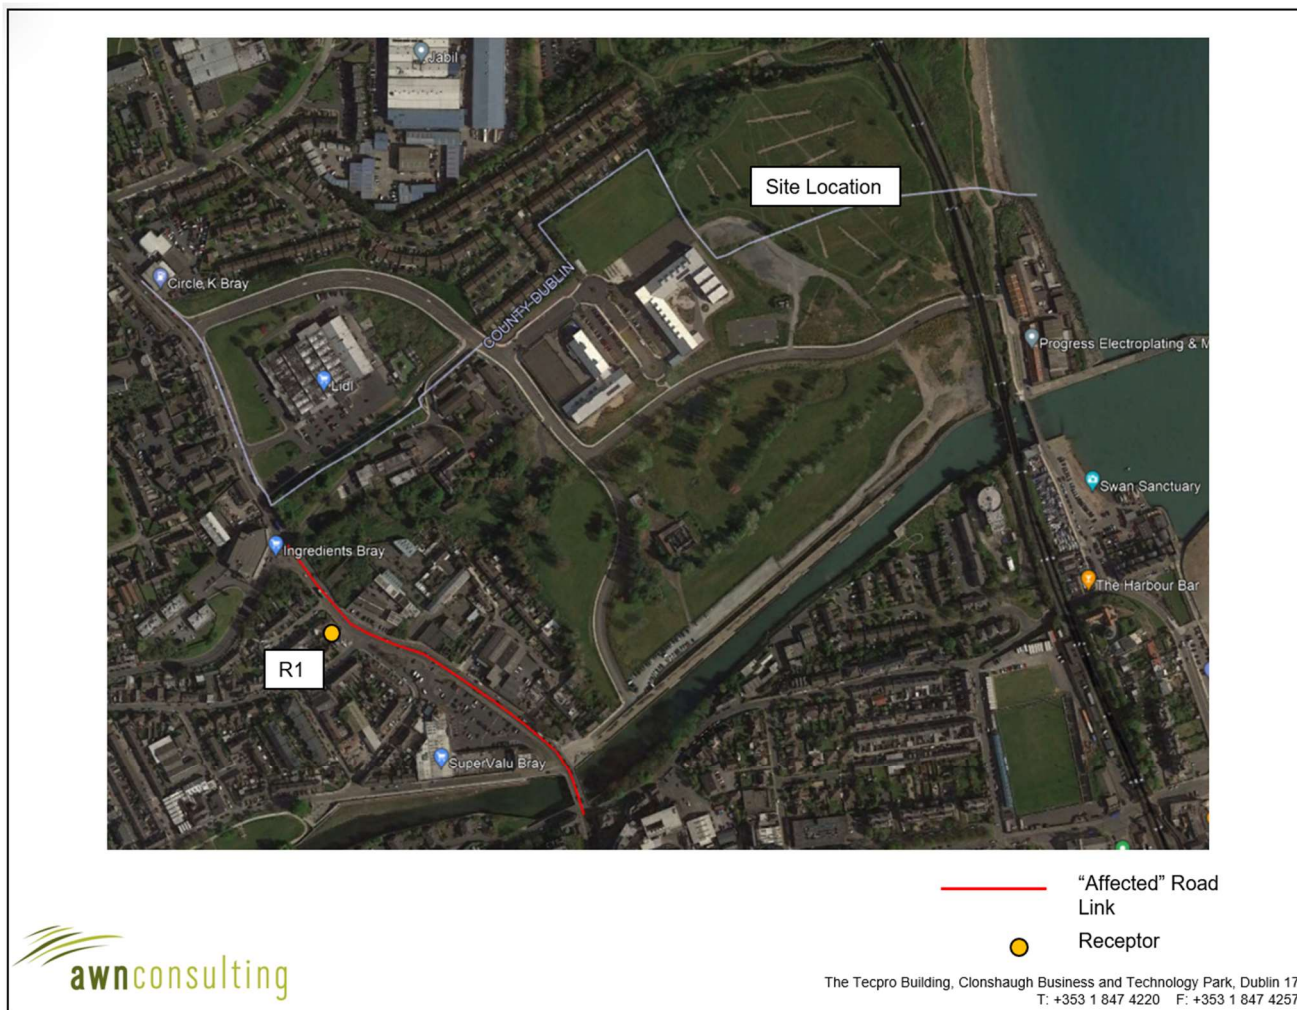 Jabil
Site Location
Circle K Bray
COUNTY DUBLIN
Progress Electroplating & M
Lidl
Swan Sanctuary
Ingredients Bray
The Harbour Bar
R1
SuperValu Bray
“Affected” Road
Link
Receptor
awnconsulting
The Tecpro Building, Clonshaugh Business and Technology Park, Dublin 17
T: +353 1 847 4220 F: +353 1 847 4257